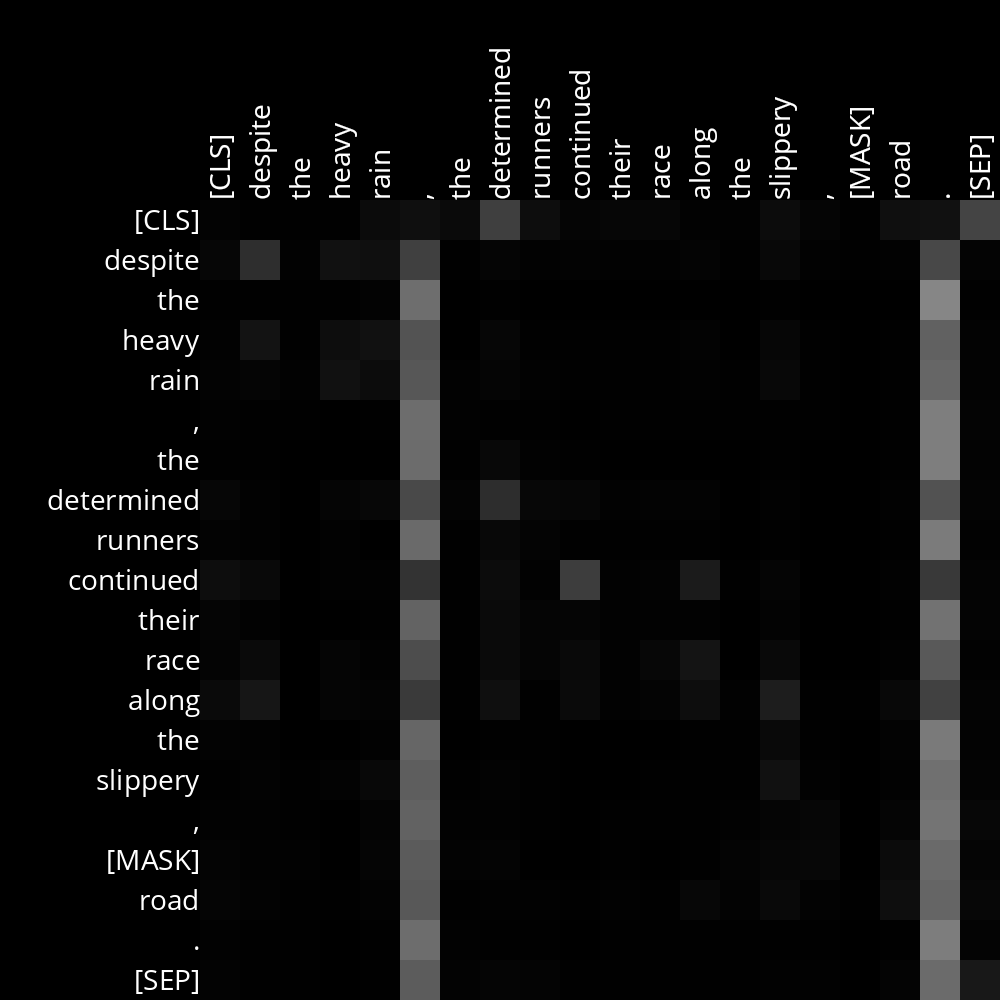 [CLS] despite the heavy rain , the determined runners continued their race along the slippery , [MASK] road . [SEP]
[CLS]
despite
the
heavy
rain
,
the
determined
runners
continued
their
race
along
the
slippery
,
[MASK]
road
.
[SEP]